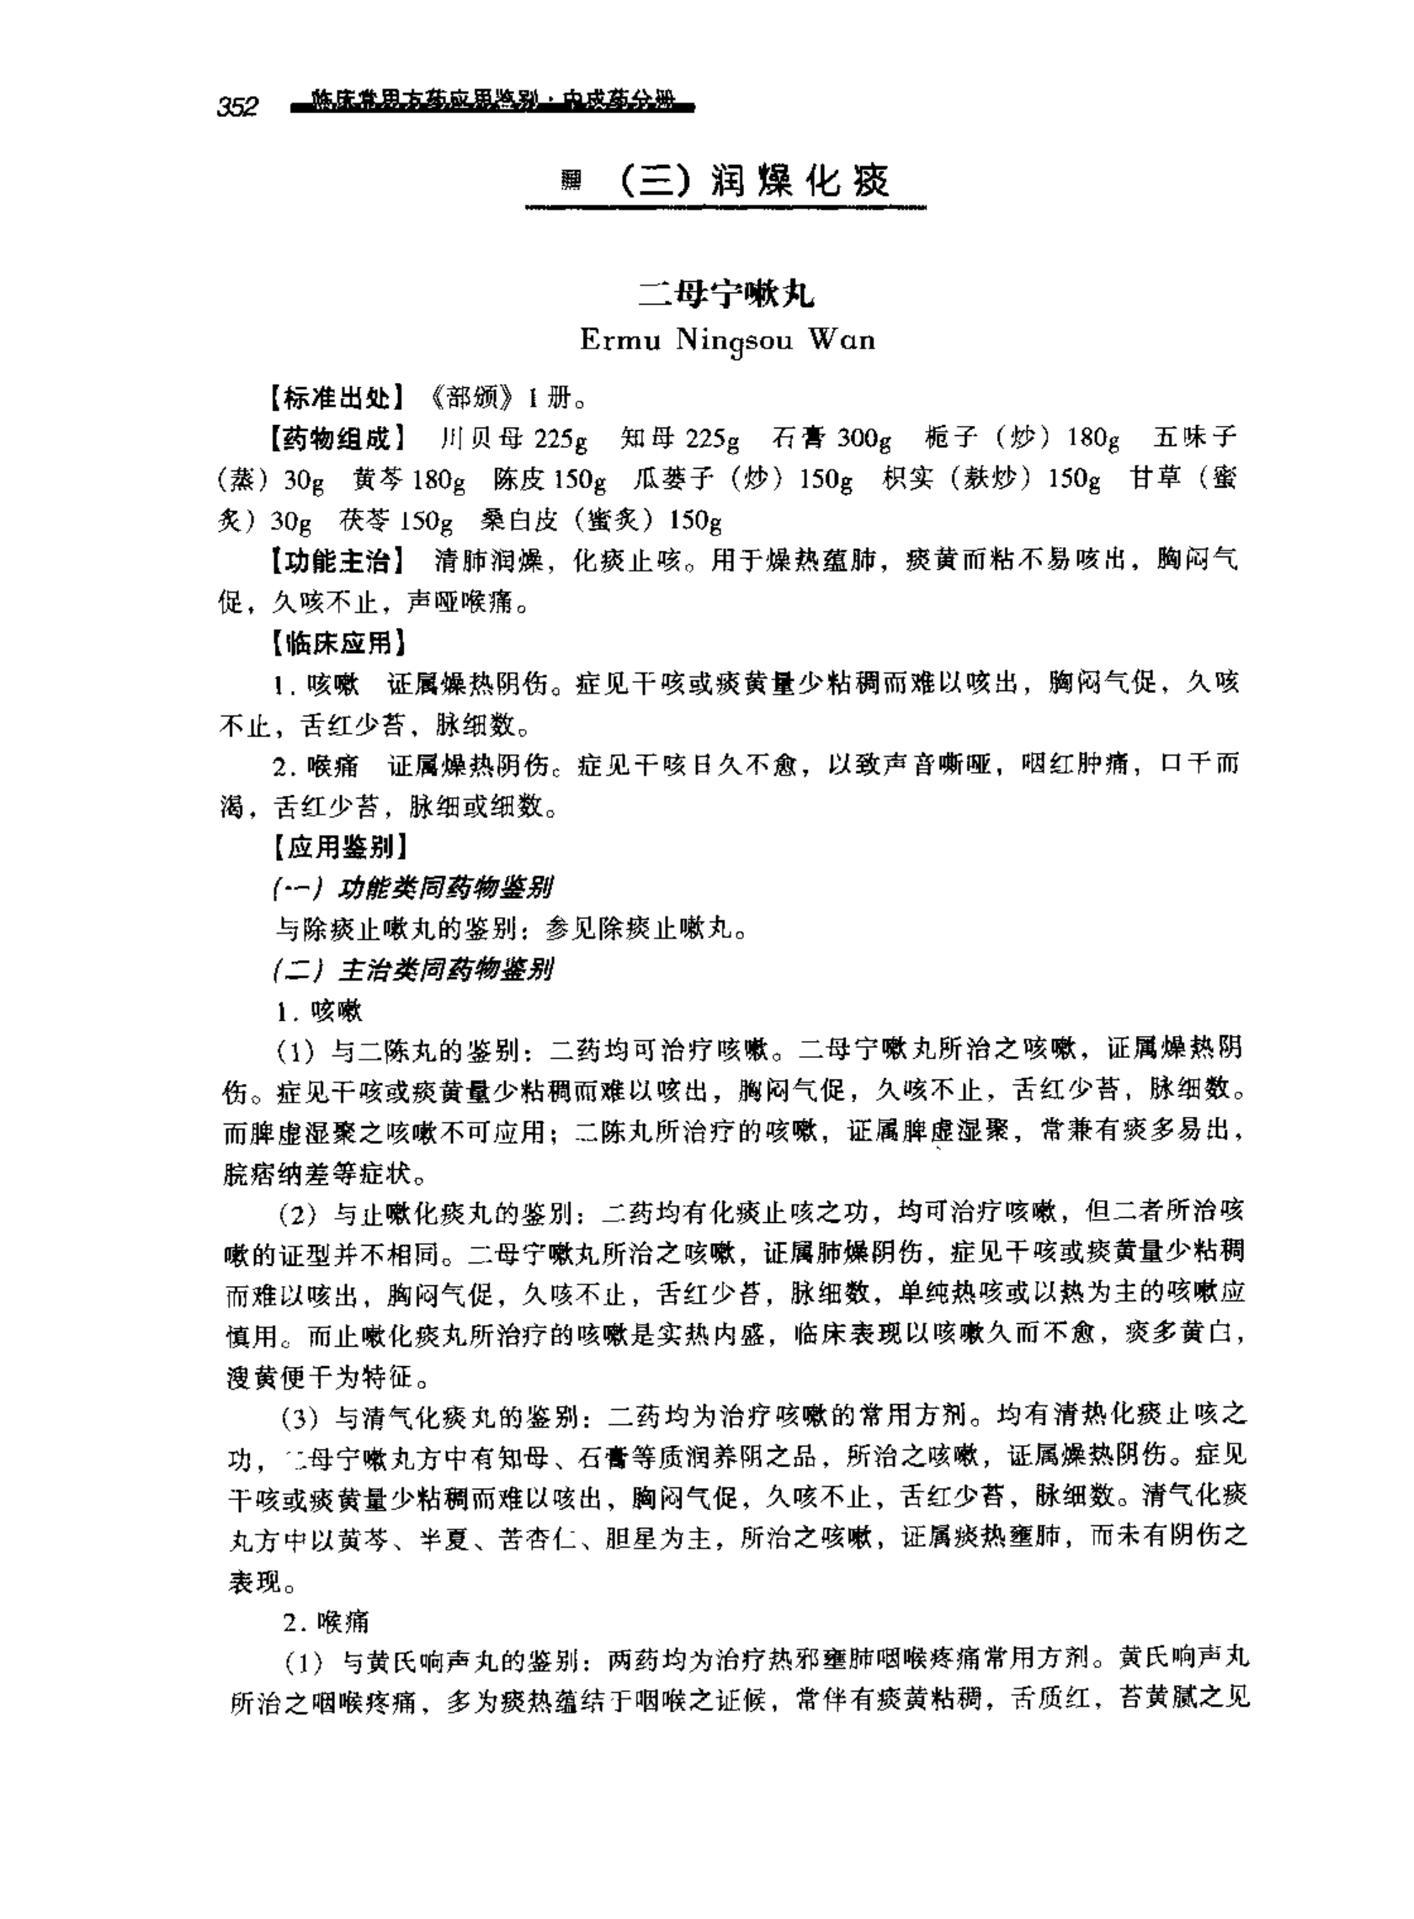 352 临床常用方药应用鉴别·中成药分册
(三)润燥化痰
二母宁嗽丸
Ermu Ningsou Wan
【标准出处】《部颁》1 册。
【药物组成】 川贝母 225g 知母 225g 石膏 300g 栀子(炒)180g 五味子
(蒸)30g 黄芩 180g 陈皮 150g 瓜蒌子(炒)150g 枳实(麸炒)150g 甘草(蜜
炙)30g 茯苓 150g 桑白皮(蜜炙)150g
【功能主治】 清肺润燥,化痰止咳。用于燥热蕴肺,痰黄而粘不易咳出,胸闷气
促,久咳不止,声哑喉痛。
【临床应用】
1. 咳嗽 证属燥热阴伤。症见干咳或痰黄量少粘稠而难以咳出,胸闷气促,久咳
不止,舌红少苔,脉细数。
2. 喉痛 证属燥热阴伤。症见干咳日久不愈,以致声音嘶哑,咽红肿痛,口干而
渴,舌红少苔,脉细或细数。
【应用鉴别】
(一)功能类同药物鉴别
与除痰止嗽丸的鉴别:参见除痰止嗽丸。
(二)主治类同药物鉴别
1. 咳嗽
(1)与二陈丸的鉴别:二药均可治疗咳嗽。二母宁嗽丸所治之咳嗽,证属燥热阴
伤。症见干咳或痰黄量少粘稠而难以咳出,胸闷气促,久咳不止,舌红少苔,脉细数。
而脾虚湿聚之咳嗽不可应用;二陈丸所治疗的咳嗽,证属脾虚湿聚,常兼有痰多易出,
脘痞纳差等症状。
(2)与止嗽化痰丸的鉴别:二药均有化痰止咳之功,均可治疗咳嗽,但二者所治咳
嗽的证型并不相同。二母宁嗽丸所治之咳嗽,证属肺燥阴伤,症见干咳或痰黄量少粘稠
而难以咳出,胸闷气促,久咳不止,舌红少苔,脉细数,单纯热咳或以热为主的咳嗽应
慎用。而止嗽化痰丸所治疗的咳嗽是实热内盛,临床表现以咳嗽久而不愈,痰多黄白,
溲黄便干为特征。
(3)与清气化痰丸的鉴别:二药均为治疗咳嗽的常用方剂。均有清热化痰止咳之
功,二母宁嗽丸方中有知母、石膏等质润养阴之品,所治之咳嗽,证属燥热阴伤。症见
干咳或痰黄量少粘稠而难以咳出,胸闷气促,久咳不止,舌红少苔,脉细数。清气化痰
丸方中以黄芩、半夏、苦杏仁、胆星为主,所治之咳嗽,证属痰热壅肺,而未有阴伤之
表现。
2. 喉痛
(1)与黄氏响声丸的鉴别:两药均为治疗热邪壅肺咽喉疼痛常用方剂。黄氏响声丸
所治之咽喉疼痛,多为痰热蕴结于咽喉之证候,常伴有痰黄粘稠,舌质红,苔黄腻之见